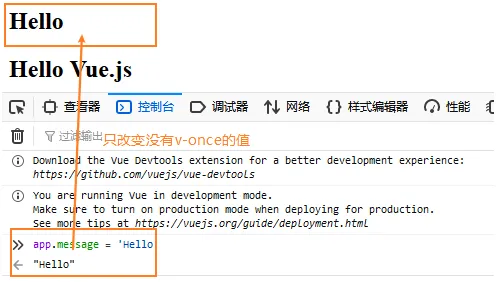 Hello
Hello Vue.js
查看器 控制台 调试器 网络 {} 样式编辑器 性能
过滤输出 只改变没有v-once的值
Download the Vue Devtools extension for a better development experience:
https://github.com/vuejs/vue-devtools
You are running Vue in development mode.
Make sure to turn on production mode when deploying for production.
See more tips at https://vuejs.org/guide/deployment.html
>> app.message = 'Hello
"Hello"